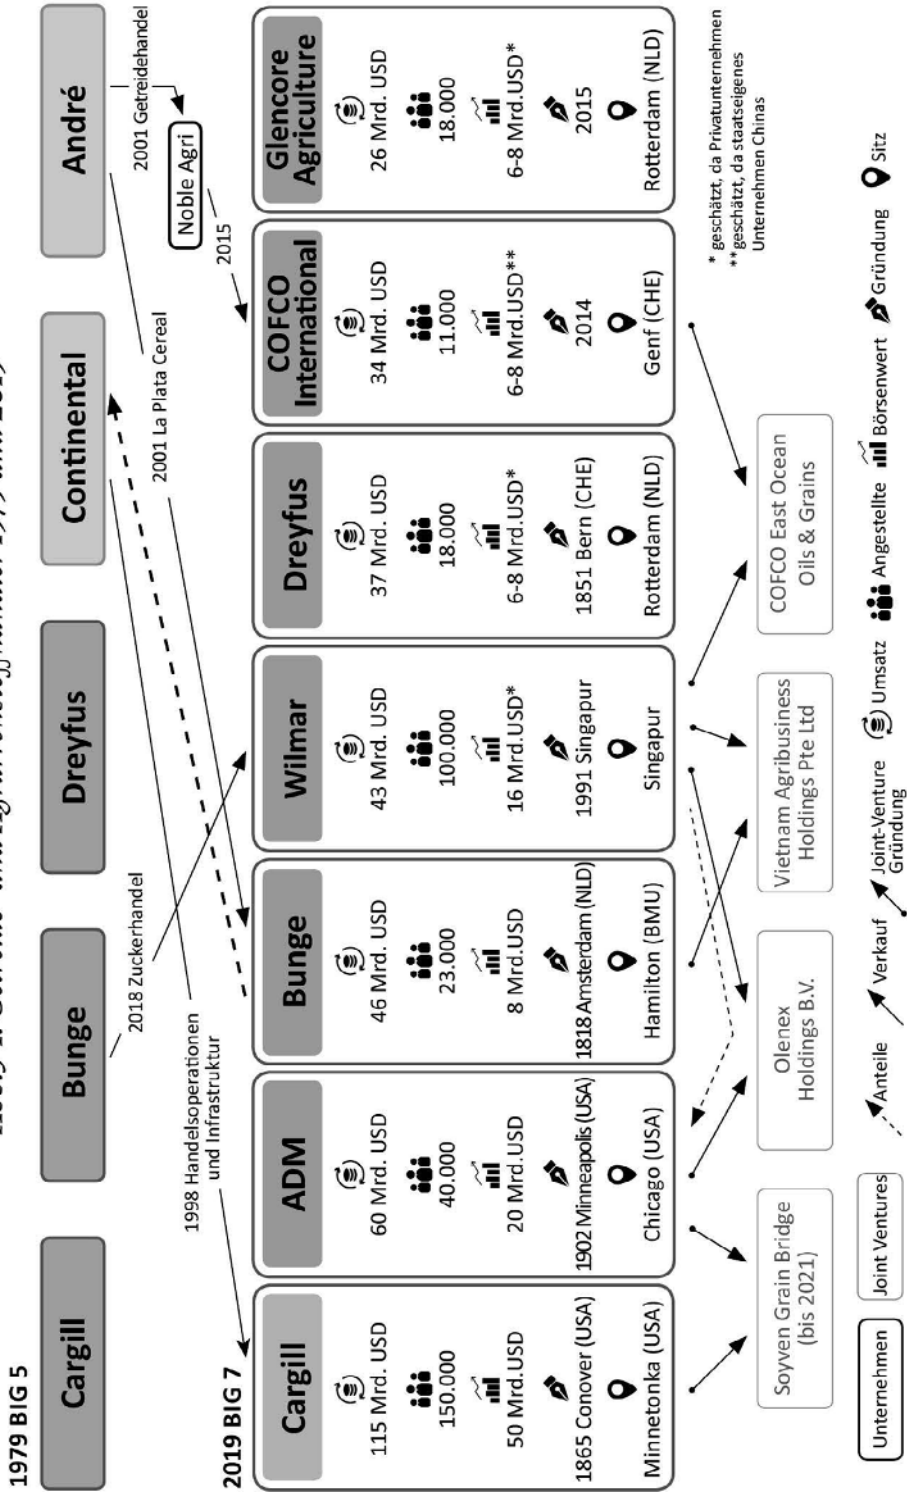 1979 BIG 5
Cargill
Bunge
Dreyfus
Continental
André
2018 Zuckerhandel
2001 La Plata Cereal
2001 Getreidehandel
1998 Handelsoperationen
und Infrastruktur
Noble Agri
2015
2019 BIG 7
Cargill
115 Mrd. USD
150.000
50 Mrd.USD
1865 Conover (USA)
Minnetonka (USA)
ADM
60 Mrd. USD
40.000
20 Mrd.USD
1902 Minneapolis (USA)
Chicago (USA)
Bunge
46 Mrd. USD
23.000
8 Mrd.USD
1818 Amsterdam (NLD)
Hamilton (BMU)
Wilmar
43 Mrd. USD
100.000
16 Mrd.USD*
1991 Singapur
Singapur
Dreyfus
37 Mrd. USD
18.000
6-8 Mrd.USD*
1851 Bern (CHE)
Rotterdam (NLD)
COFCO
International
34 Mrd. USD
11.000
6-8 Mrd.USD**
2014
Genf (CHE)
Glencore
Agriculture
26 Mrd. USD
18.000
6-8 Mrd.USD*
2015
Rotterdam (NLD)
Soyven Grain Bridge
(bis 2021)
Olenex
Holdings B.V.
Vietnam Agribusiness
Holdings Pte Ltd
COFCO East Ocean
Oils & Grains
* geschätzt, da Privatunternehmen
** geschätzt, da staatseigenes
Unternehmen Chinas
Unternehmen
Joint Ventures
Anteile
Verkauf
Joint-Venture
Gründung
Umsatz
Angestellte
Börsenwert
Gründung
Sitz